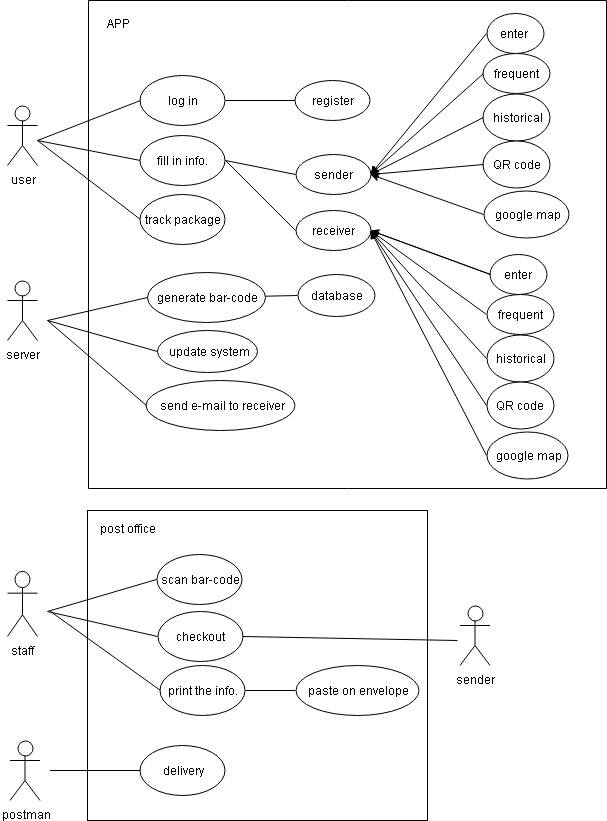 APP
enter
frequent
log in
register
historical
fill in info.
sender
QR code
user
track package
receiver
google map
enter
generate bar-code
database
frequent
server
update system
historical
send e-mail to receiver
QR code
google map
post office
scan bar-code
staff
checkout
sender
print the info.
paste on envelope
delivery
postman